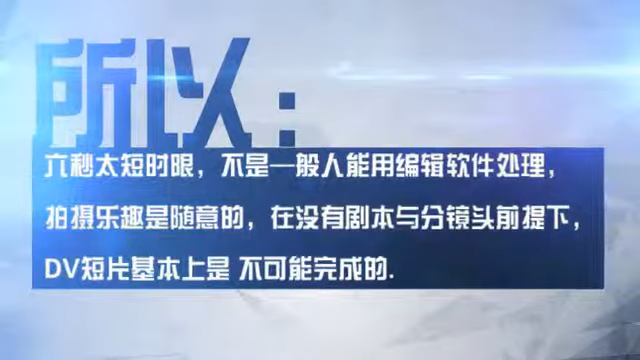 所以:
六秒太短时眼，不是一般人能用编辑软件处理，
拍摄乐趣是随意的，在没有剧本与分镜头前提下，
DV短片基本上是 不可能完成的.